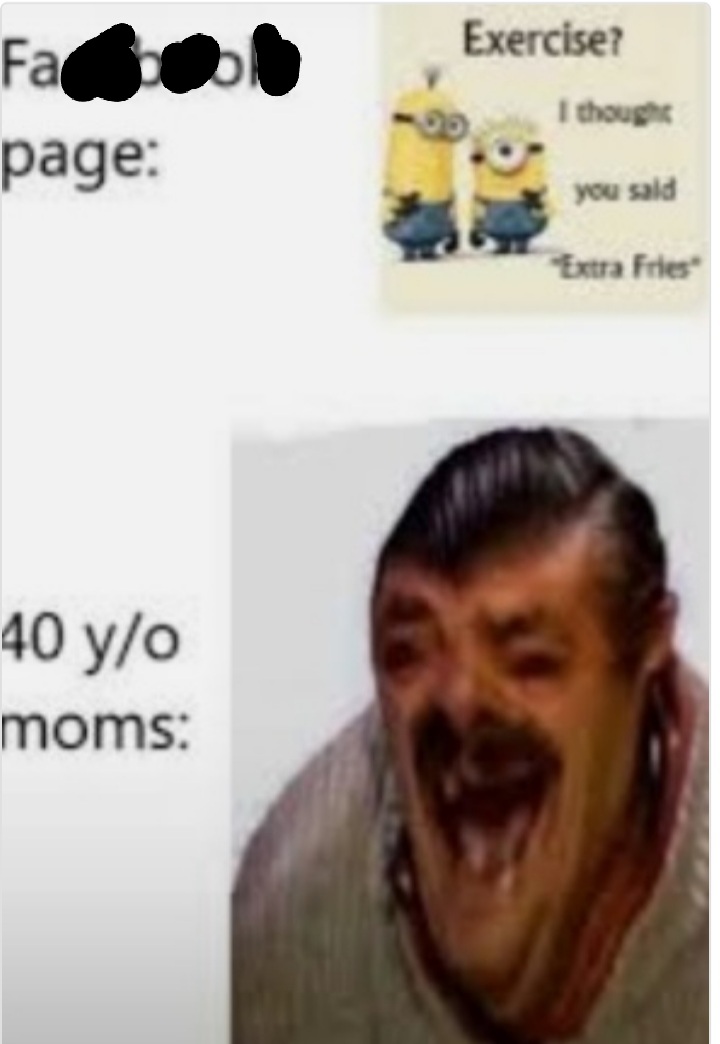 page:
Exercise?
I thought
you said
"Extra Fries"
40 y/o
moms: